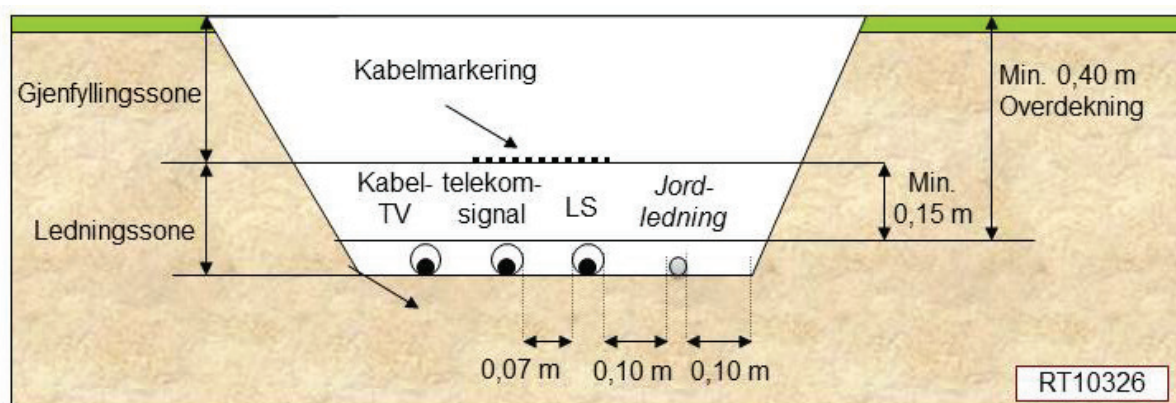 Kabelmarkering
Gjenfyllingssone
Min. 0,40 m
Overdekning
Kabel-
TV
telekom-
signal
LS
Jord-
ledning
Min.
0,15 m
Ledningssone
0,07 m
0,10 m
0,10 m
RT10326